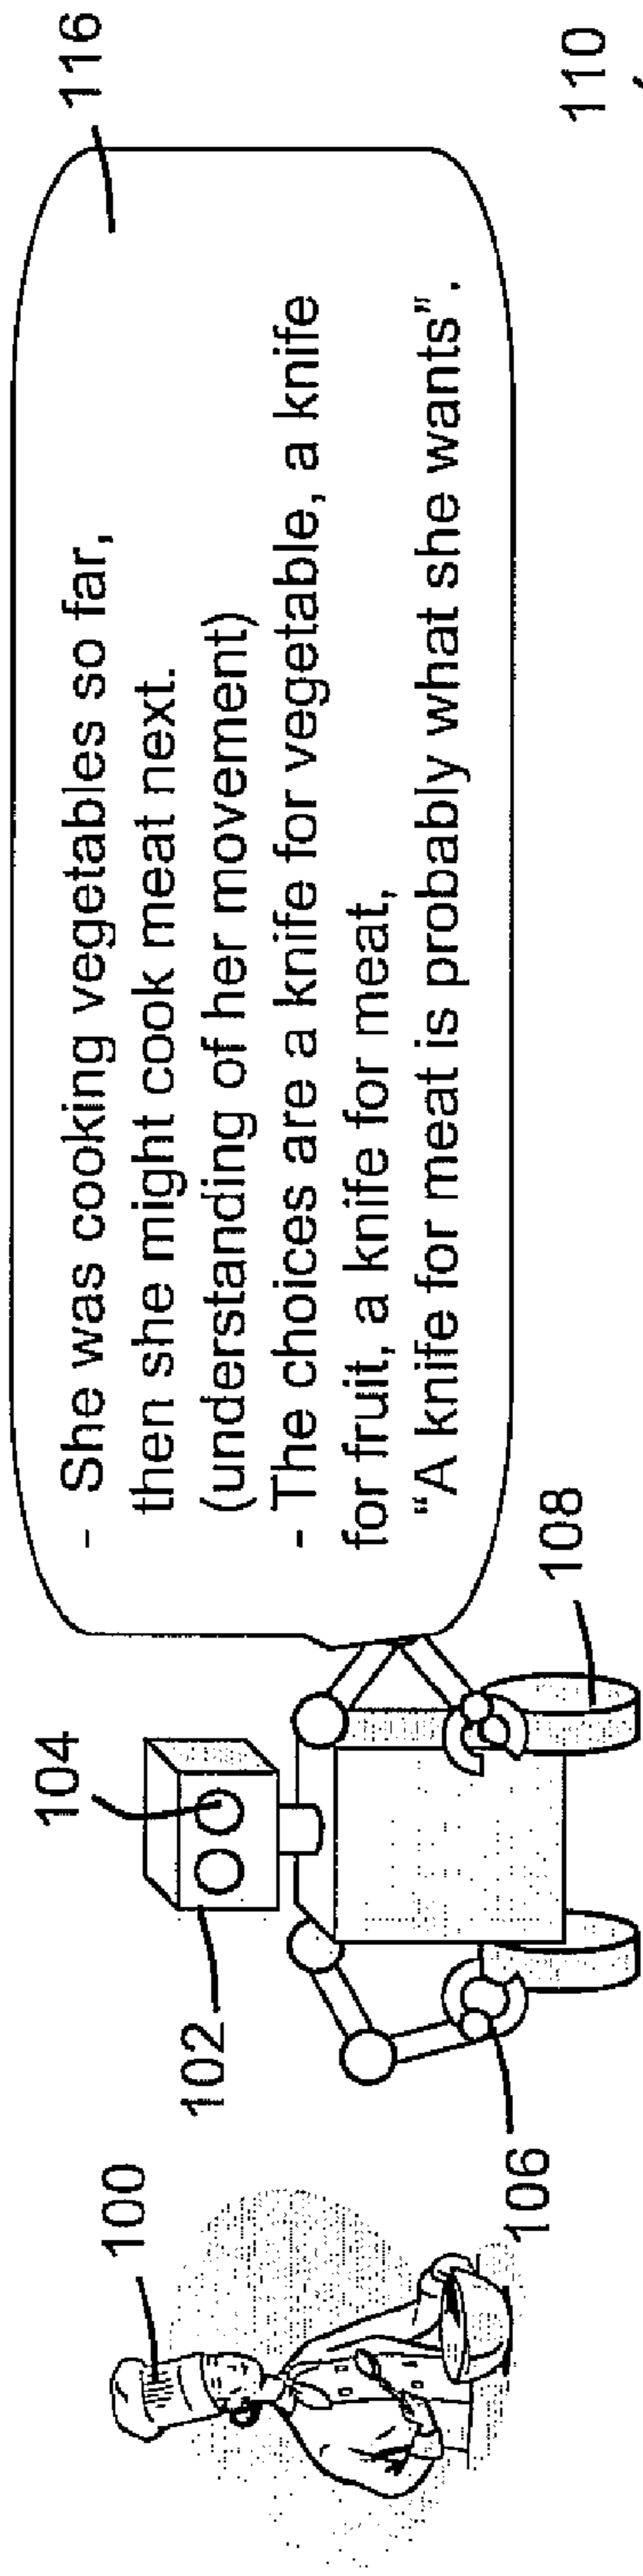 100
102
104
106
108
116
- She was cooking vegetables so far,
then she might cook meat next.
(understanding of her movement)
- The choices are a knife for vegetable, a knife
for fruit, a knife for meat,
“A knife for meat is probably what she wants”.
110